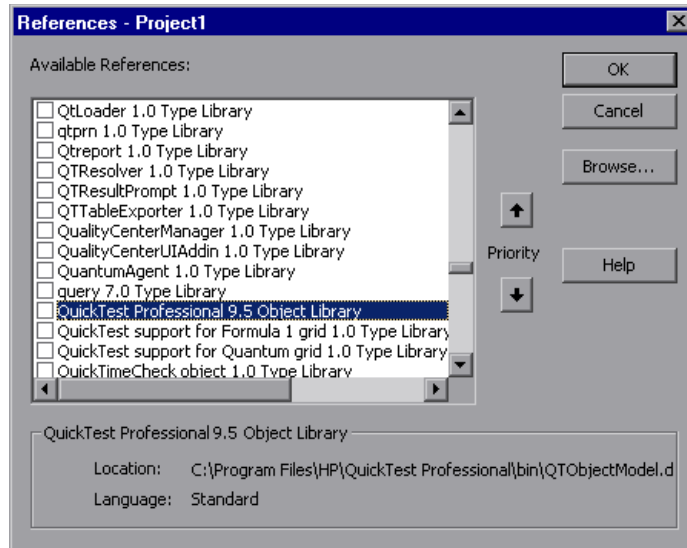 References - Project1
Available References:
QtLoader 1.0 Type Library
qtprn 1.0 Type Library
Qtreport 1.0 Type Library
QTResolver 1.0 Type Library
QTResultPrompt 1.0 Type Library
QTTableExporter 1.0 Type Library
QualityCenterManager 1.0 Type Library
QualityCenterUIAddin 1.0 Type Library
QuantumAgent 1.0 Type Library
query 7.0 Type Library
QuickTest Professional 9.5 Object Library
QuickTest support for Formula 1 grid 1.0 Type Library
QuickTest support for Quantum grid 1.0 Type Library
QuickTimeCheck object 1.0 Type Library
Priority
OK
Cancel
Browse...
Help
QuickTest Professional 9.5 Object Library
Location: C:\Program Files\HP\QuickTest Professional\bin\QTObjectModel.d
Language: Standard